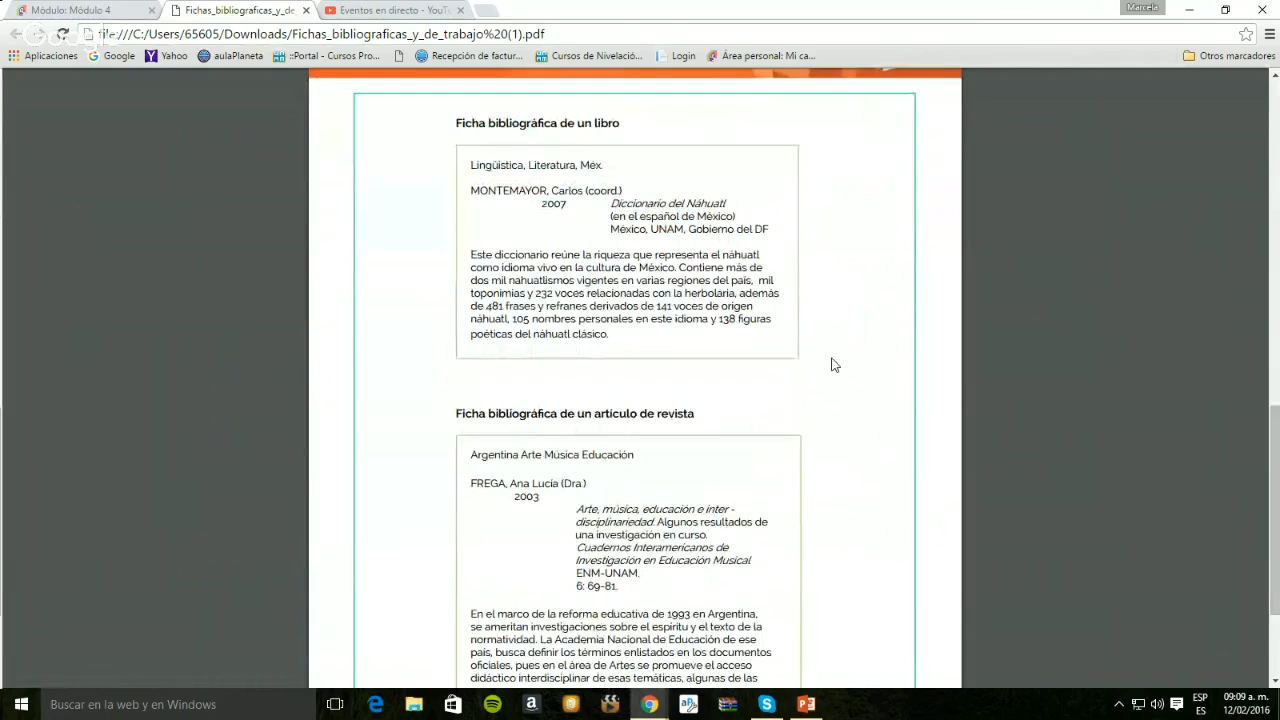 Módulo: Módulo 4
Fichas_bibliograficas_y_de_
Eventos en directo - YouT
Marcela
file:///C:/Users/65605/Downloads/Fichas_bibliograficas_y_de_trabajo%20(1).pdf
Aplicaciones
Google
Yahoo
aulaPlaneta
::Portal - Cursos Pro...
Recepción de factur...
Cursos de Nivelació...
Login
Área personal: Mi ca...
Otros marcadores
Ficha bibliográfica de un libro
Lingüística, Literatura, Méx.
MONTEMAYOR, Carlos (coord.)
2007 Diccionario del Náhuatl
(en el español de México)
México, UNAM, Gobierno del DF
Este diccionario reúne la riqueza que representa el náhuatl
como idioma vivo en la cultura de México. Contiene más de
dos mil nahuatlismos vigentes en varias regiones del país, mil
toponimias y 232 voces relacionadas con la herbolaria, además
de 481 frases y refranes derivados de 141 voces de origen
náhuatl, 105 nombres personales en este idioma y 138 figuras
poéticas del náhuatl clásico.
Ficha bibliográfica de un artículo de revista
Argentina Arte Música Educación
FREGA, Ana Lucía (Dra.)
2003
Arte, música, educación e inter -
disciplinariedad. Algunos resultados de
una investigación en curso.
Cuadernos Interamericanos de
Investigación en Educación Musical
ENM-UNAM.
6: 69-81.
En el marco de la reforma educativa de 1993 en Argentina,
se ameritan investigaciones sobre el espíritu y el texto de la
normatividad. La Academia Nacional de Educación de ese
país, busca definir los términos enlistados en los documentos
oficiales, pues en el área de Artes se promueve el acceso
didáctico interdisciplinar de esas temáticas, algunas de las
Buscar en la web y en Windows
ESP
ES
09:09 a. m.
12/02/2016